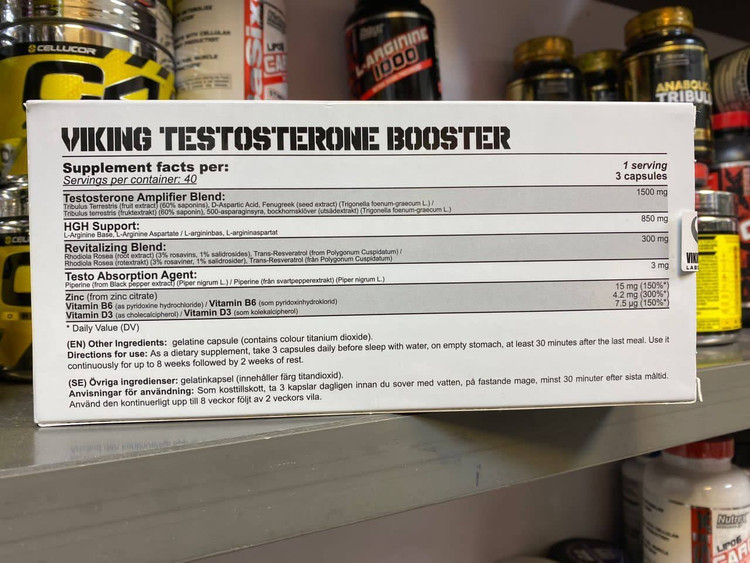 CELLUCOR
L-ARGININE
1000
ANABOLIC
TRIBUL
VIKING TESTOSTERONE BOOSTER
Supplement facts per:
Servings per container: 40
1 serving
3 capsules
Testosterone Amplifier Blend: 1500 mg
Tribulus Terrestris (fruit extract) (60% saponins), D-Aspartic Acid, Fenugreek (seed extract) (Trigonella foenum-graecum L.) /
Tribulus terrestris (fruktextrakt) (60% saponin), 500-asparaginsyra, bockhornsklöver (utsädextrakt) (Trigonella foenum-graecum L.)
HGH Support: 850 mg
L-Arginine Base, L-Arginine Aspartate / L-argininbas, L-argininaspartat
Revitalizing Blend: 300 mg
Rhodiola Rosea (root extract) (3% rosavins, 1% salidrosides), Trans-Resveratrol (from Polygonum Cuspidatum) /
Rhodiola Rosea (rotextrakt) (3% rosaviner, 1% salidrosider), Trans-Resveratrol (från Polygonum Cuspidatum)
Testo Absorption Agent: 3 mg
Piperine (from Black pepper extract) (Piper nigrum L.) / Piperine (från svartpepperextrakt) (Piper nigrum L.)
Zinc (from zinc citrate) 15 mg (150%*)
Vitamin B6 (as pyridoxine hydrochloride) / Vitamin B6 (som pyridoxinhydroklorid) 4.2 mg (300%*)
Vitamin D3 (as cholecalcipherol) / Vitamin D3 (som kolekalcipherol) 7.5 µg (150%*)
* Daily Value (DV)
(EN) Other Ingredients: gelatine capsule (contains colour titanium dioxide).
Directions for use: As a dietary supplement, take 3 capsules daily before sleep with water, on empty stomach, at least 30 minutes after the last meal. Use it
continuously for up to 8 weeks followed by 2 weeks of rest.
(SE) Övriga ingredienser: gelatinkapsel (innehåller färg titandioxid).
Anvisningar för användning: Som kosttillskott, ta 3 kapslar dagligen innan du sover med vatten, på fastande mage, minst 30 minuter efter sista måltid.
Använd den kontinuerligt upp till 8 veckor följt av 2 veckors vila.
VIKI
LABO
Nutre
LIPO6